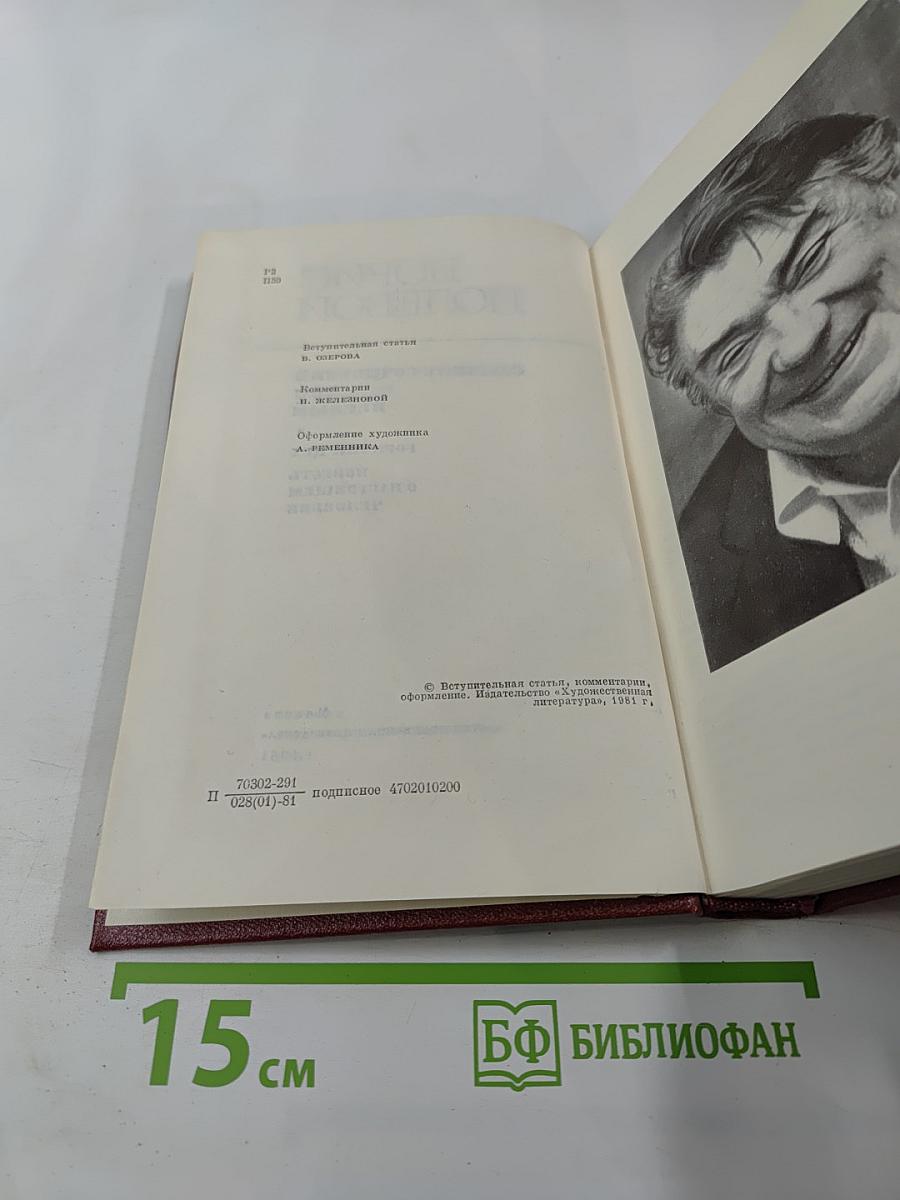 Р2
П50
Вступительная статья
В. ОЗЕРОВА
Комментарии
Н. ЖЕЛЕЗНОВОЙ
Оформление художника
А. РЕМЕННИКА
© Вступительная статья, комментарии,
оформление. Издательство «Художественная
литература», 1981 г.
П 70302-291
028(01)-81 подписное 4702010200
15 см
БФ БИБЛИОФАН